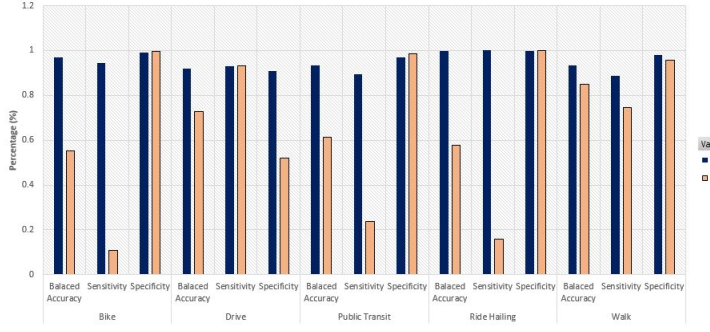 1.2
1
0.8
0.6
0.4
0.2
0
Percentage (%)
Balaced Accuracy Sensitivity Specificity Balaced Accuracy Sensitivity Specificity Balaced Accuracy Sensitivity Specificity Balaced Accuracy Sensitivity Specificity Balaced Accuracy Sensitivity Specificity
Bike Drive Public Transit Ride Hailing Walk
Va